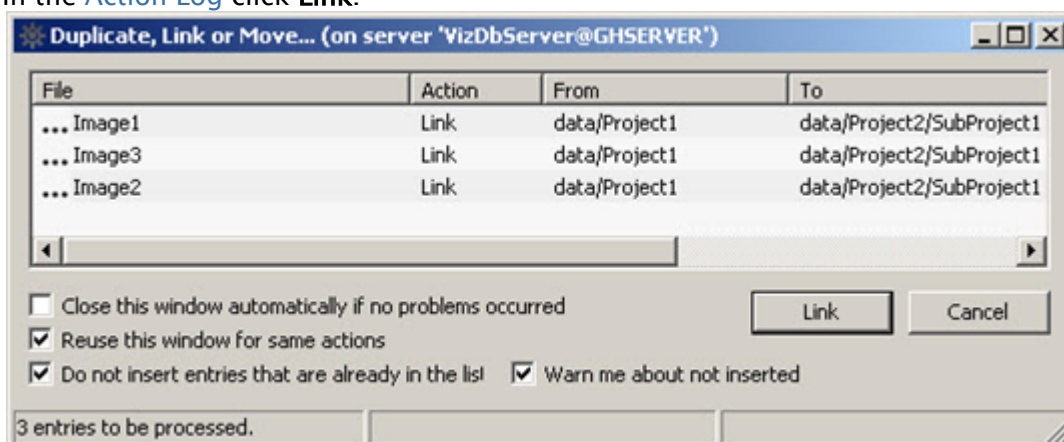 In the Action Log click Link.
Duplicate, Link or Move... (on server 'VizDbServer@GHSERVER')
File Action From To
... Image1 Link data/Project1 data/Project2/SubProject1
... Image3 Link data/Project1 data/Project2/SubProject1
... Image2 Link data/Project1 data/Project2/SubProject1
Close this window automatically if no problems occurred Link Cancel
Reuse this window for same actions
Do not insert entries that are already in the list Warn me about not inserted
3 entries to be processed.